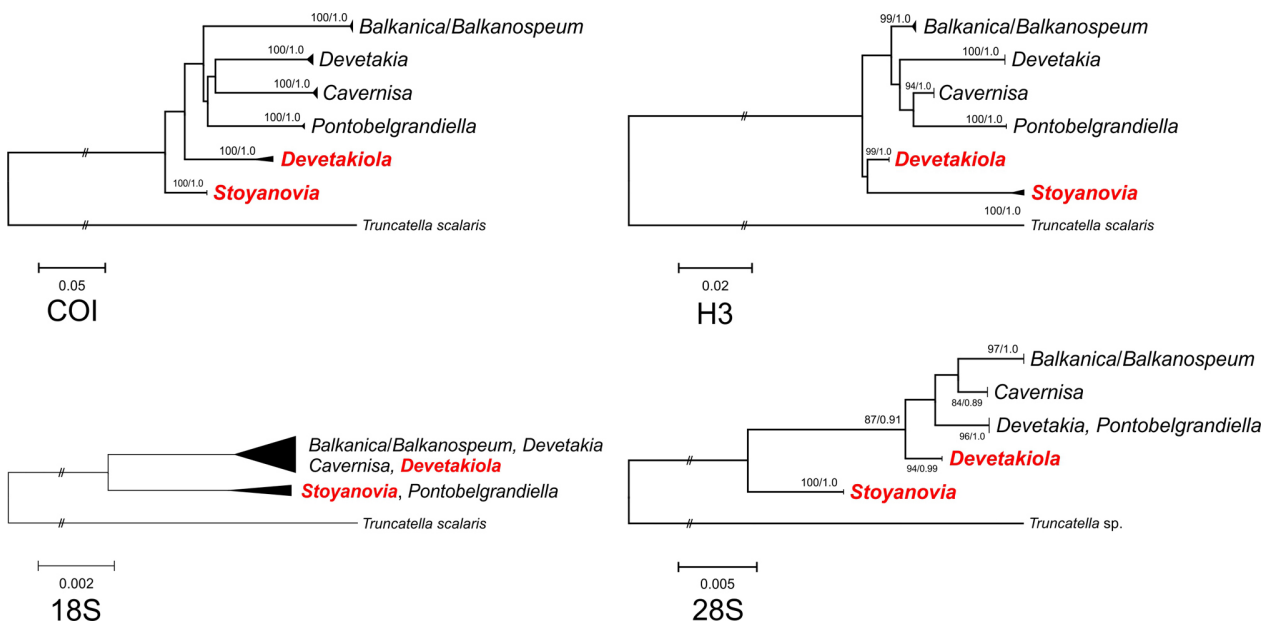 100/1.0
Balkanica/Balkanospeum
100/1.0
Devetakia
100/1.0
Cavernisa
100/1.0
Pontobelgrandiella
100/1.0
Devetakiola
100/1.0
Stoyanovia
Truncatella scalaris
0.05
COI
99/1.0
Balkanica/Balkanospeum
100/1.0
Devetakia
94/1.0
Cavernisa
100/1.0
Pontobelgrandiella
99/1.0
Devetakiola
Stoyanovia
100/1.0
Truncatella scalaris
0.02
H3
Balkanica/Balkanospeum, Devetakia
Cavernisa, Devetakiola
Stoyanovia, Pontobelgrandiella
Truncatella scalaris
0.002
18S
97/1.0
Balkanica/Balkanospeum
Cavernisa
84/0.89
87/0.91
Devetakia, Pontobelgrandiella
96/1.0
Devetakiola
94/0.99
100/1.0
Stoyanovia
Truncatella sp.
0.005
28S